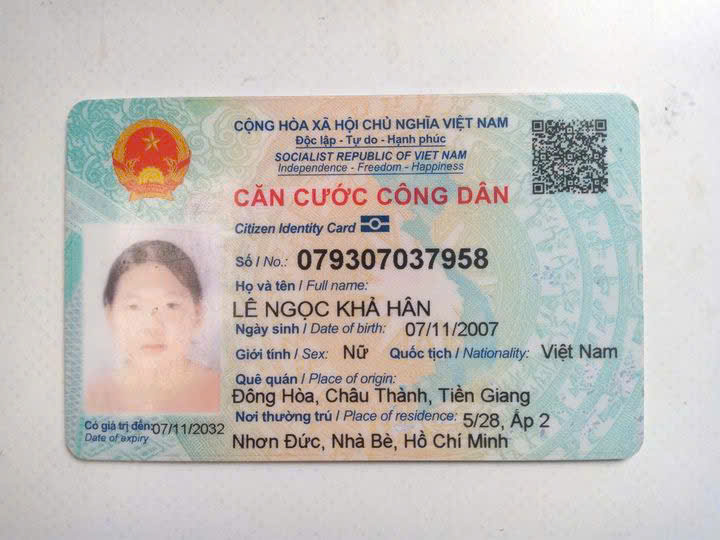 CỘNG HÒA XÃ HỘI CHỦ NGHĨA VIỆT NAM
Độc lập - Tự do - Hạnh phúc
SOCIALIST REPUBLIC OF VIET NAM
Independence - Freedom - Happiness
CĂN CƯỚC CÔNG DÂN
Citizen Identity Card
Số / No.: 079307037958
Họ và tên / Full name:
LÊ NGỌC KHẢ HÂN
Ngày sinh / Date of birth: 07/11/2007
Giới tính / Sex: Nữ Quốc tịch / Nationality: Việt Nam
Quê quán / Place of origin:
Đông Hòa, Châu Thành, Tiền Giang
Nơi thường trú / Place of residence: 5/28, Ấp 2
Nhơn Đức, Nhà Bè, Hồ Chí Minh
Có giá trị đến: 07/11/2032
Date of expiry